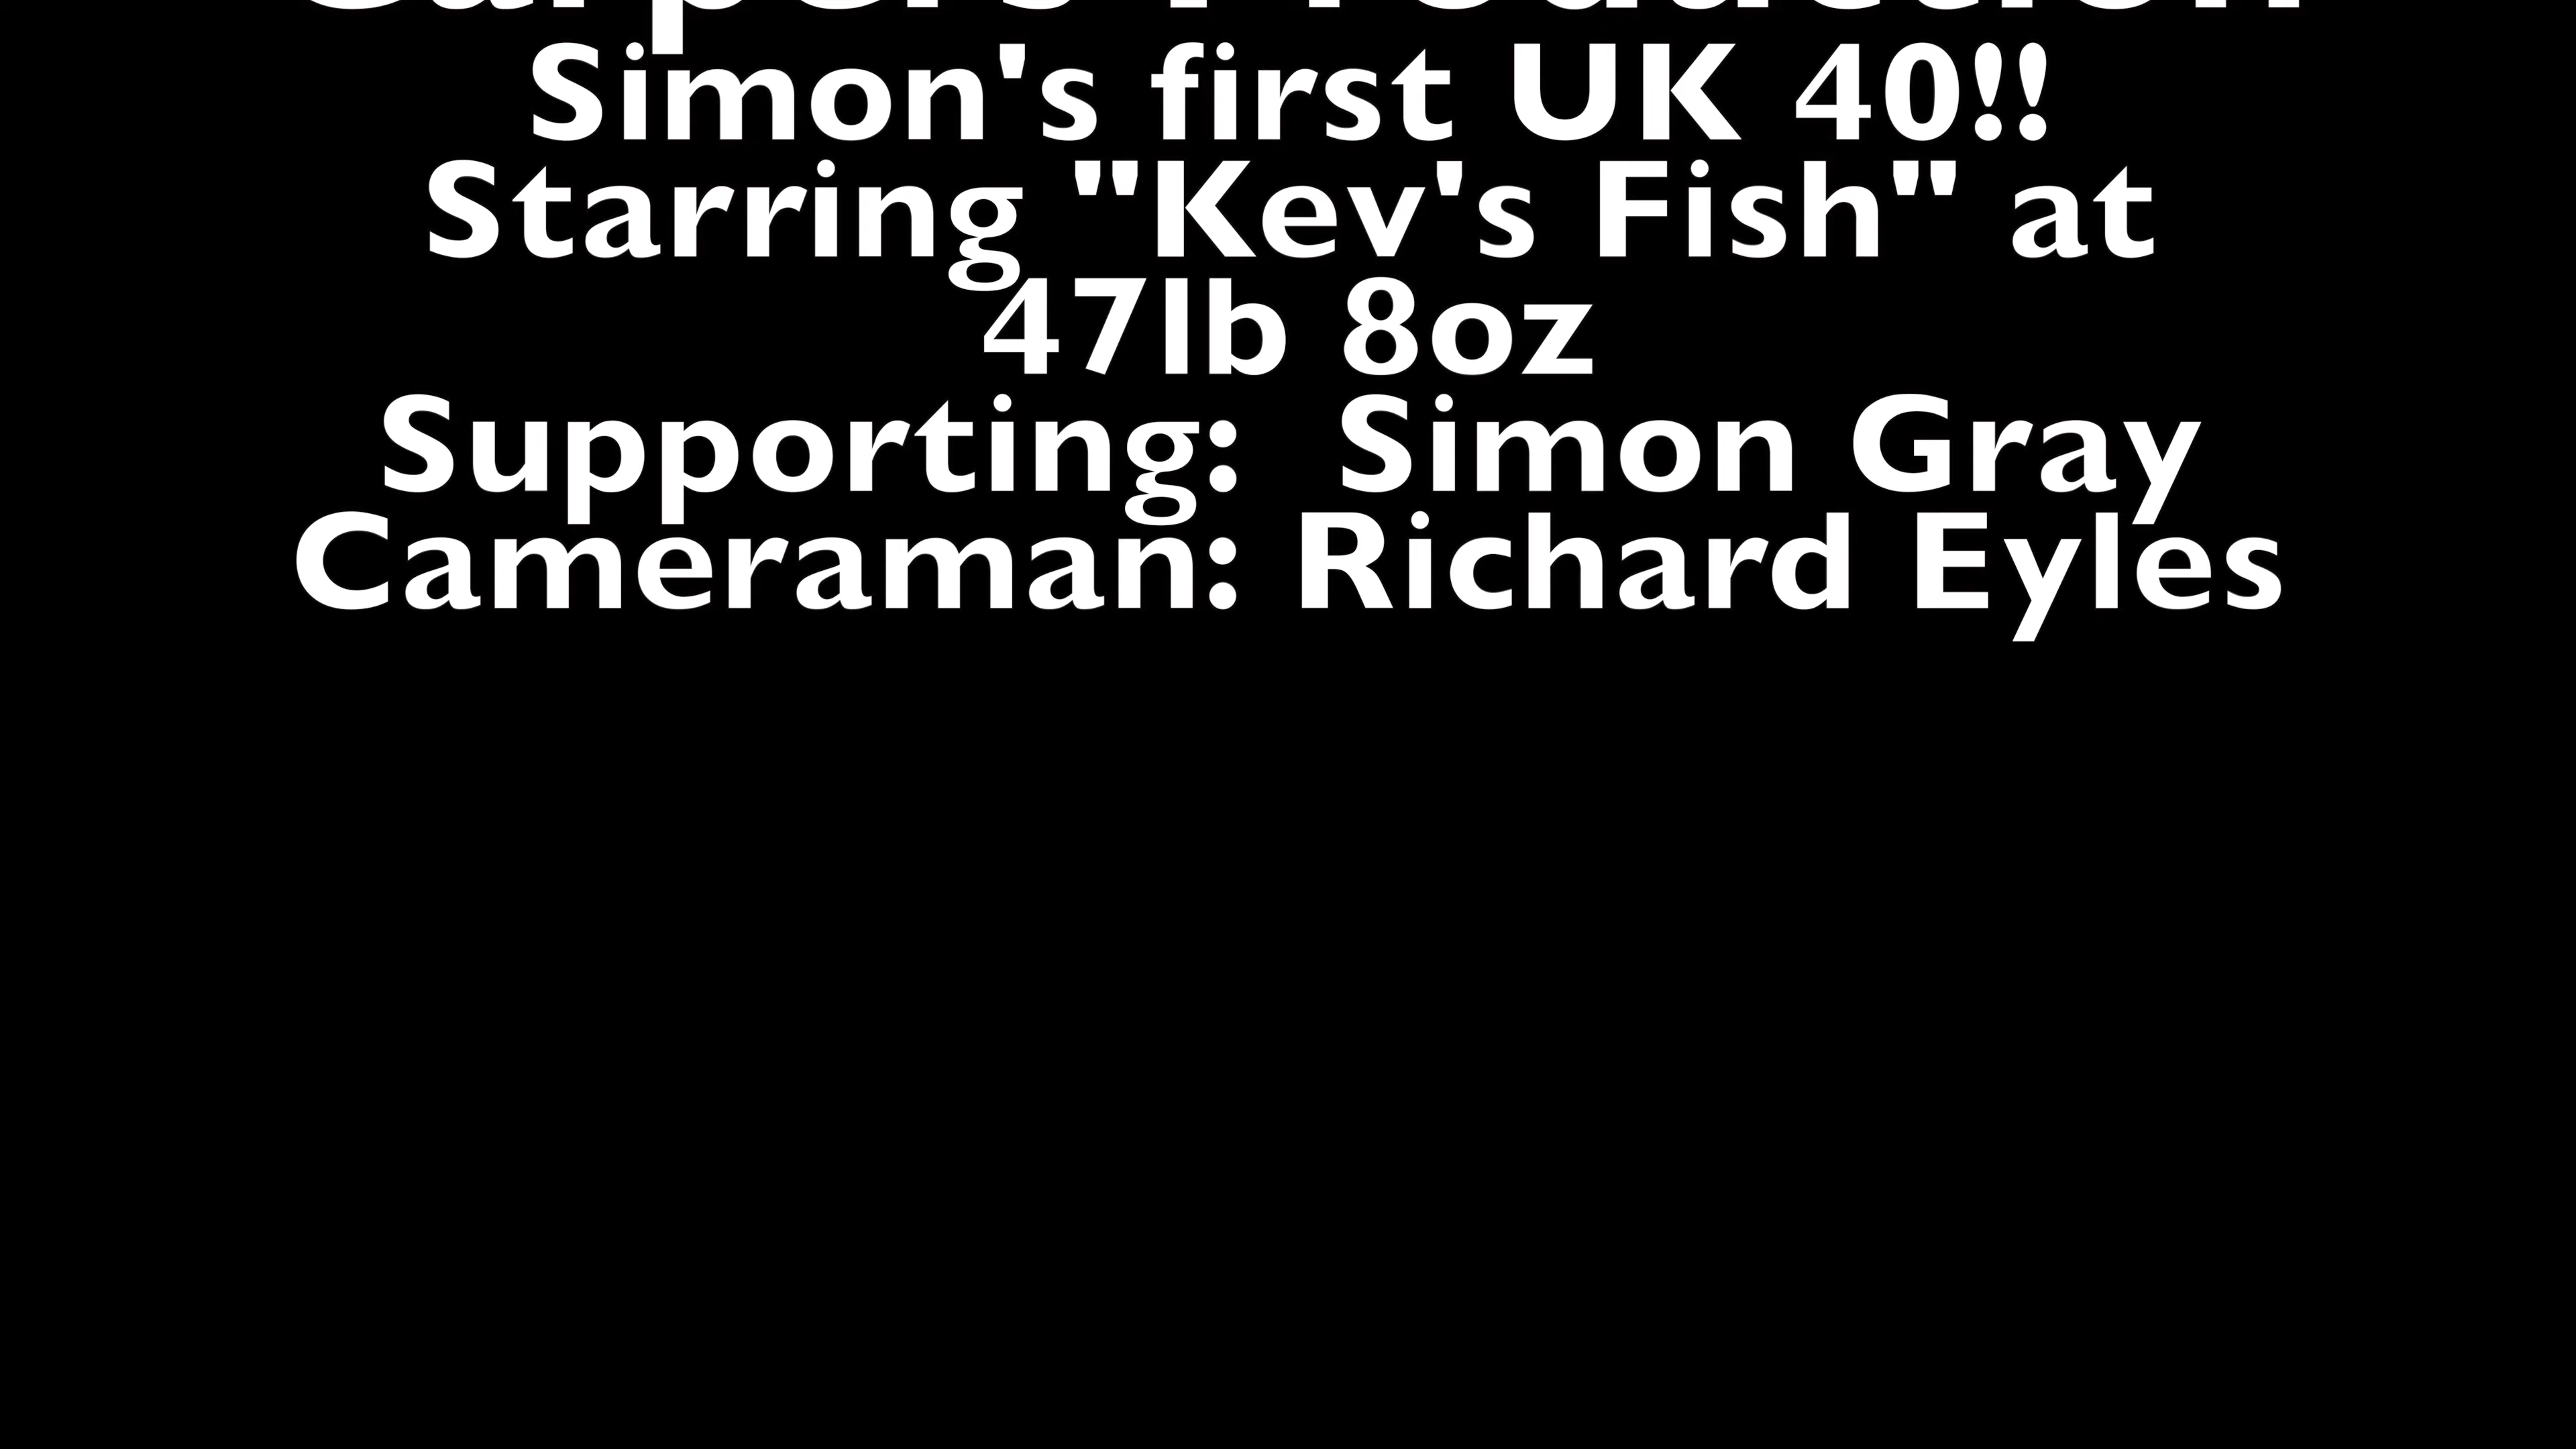 Simon's first UK 40!!
Starring "Kev's Fish" at
47lb 8oz
Supporting:  Simon Gray
Cameraman: Richard Eyles